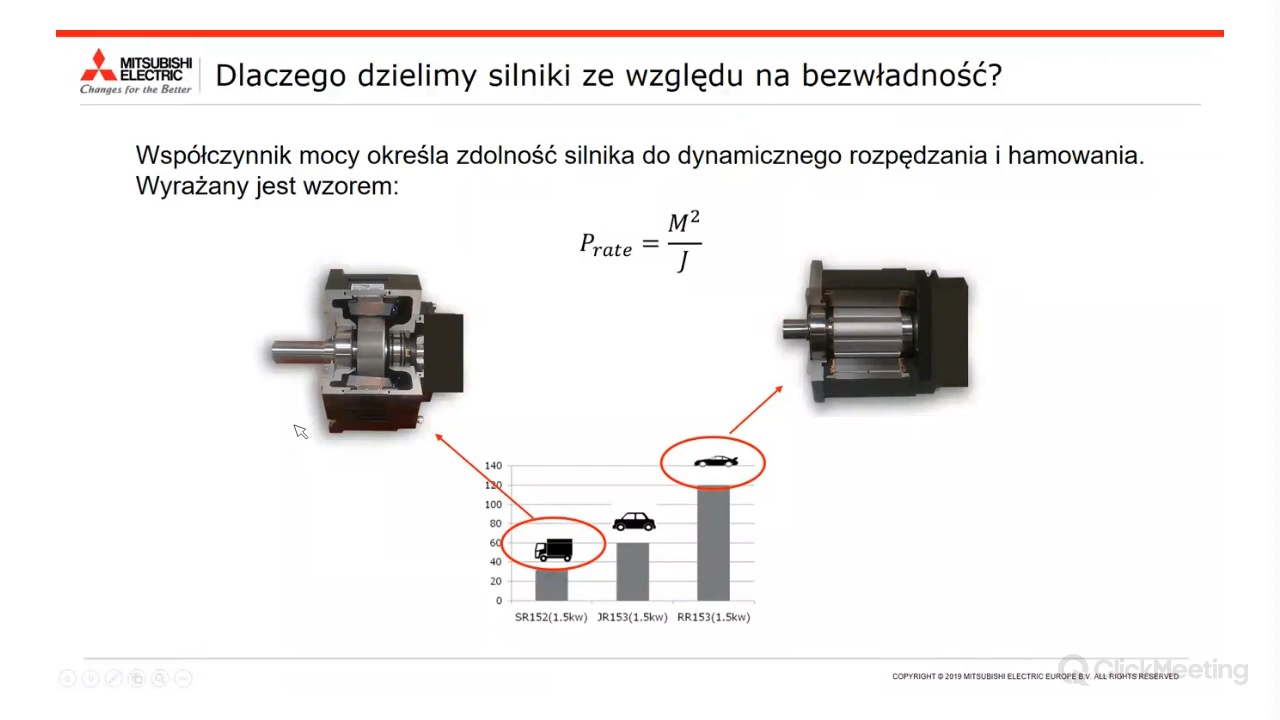 MITSUBISHI
ELECTRIC
Changes for the Better
Dlaczego dzielimy silniki ze względu na bezwładność?
Współczynnik mocy określa zdolność silnika do dynamicznego rozpędzania i hamowania.
Wyrażany jest wzorem:
P_rate = M²/J
140
120
100
80
60
40
20
0
SR152(1.5kw) JR153(1.5kw) RR153(1.5kw)
ClickMeeting
COPYRIGHT © 2019 MITSUBISHI ELECTRIC EUROPE B.V. ALL RIGHTS RESERVED